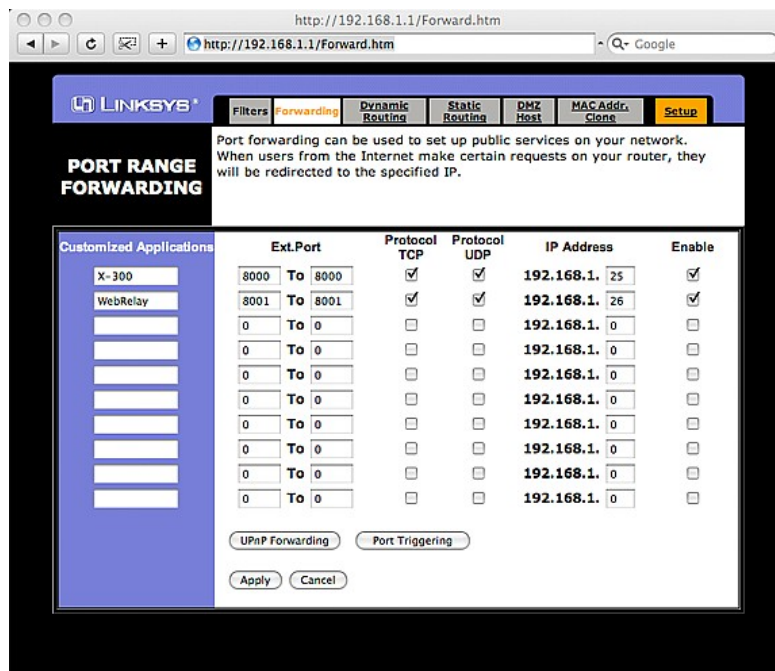 http://192.168.1.1/Forward.htm
http://192.168.1.1/Forward.htm Google
LINKSYS® Filters Forwarding Dynamic Routing Static Routing DMZ Host MAC Addr. Clone Setup
PORT RANGE FORWARDING
Port forwarding can be used to set up public services on your network.
When users from the Internet make certain requests on your router, they
will be redirected to the specified IP.
Customized Applications Ext.Port Protocol TCP Protocol UDP IP Address Enable
X-300 8000 To 8000 192.168.1. 25
WebRelay 8001 To 8001 192.168.1. 26
0 To 0 192.168.1. 0
0 To 0 192.168.1. 0
0 To 0 192.168.1. 0
0 To 0 192.168.1. 0
0 To 0 192.168.1. 0
0 To 0 192.168.1. 0
0 To 0 192.168.1. 0
0 To 0 192.168.1. 0
UPnP Forwarding Port Triggering
Apply Cancel